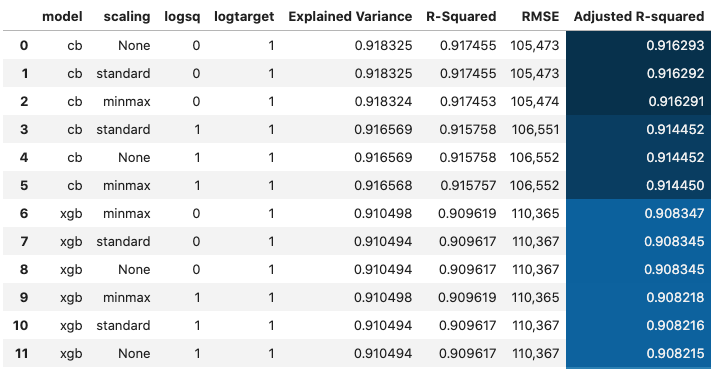 model scaling logsq logtarget Explained Variance R-Squared RMSE Adjusted R-squared
0 cb None 0 1 0.918325 0.917455 105,473 0.916293
1 cb standard 0 1 0.918325 0.917455 105,473 0.916292
2 cb minmax 0 1 0.918324 0.917453 105,474 0.916291
3 cb standard 1 1 0.916569 0.915758 106,551 0.914452
4 cb None 1 1 0.916569 0.915758 106,552 0.914452
5 cb minmax 1 1 0.916568 0.915757 106,552 0.914450
6 xgb minmax 0 1 0.910498 0.909619 110,365 0.908347
7 xgb standard 0 1 0.910494 0.909617 110,367 0.908345
8 xgb None 0 1 0.910494 0.909617 110,367 0.908345
9 xgb minmax 1 1 0.910498 0.909619 110,365 0.908218
10 xgb standard 1 1 0.910494 0.909617 110,367 0.908216
11 xgb None 1 1 0.910494 0.909617 110,367 0.908215